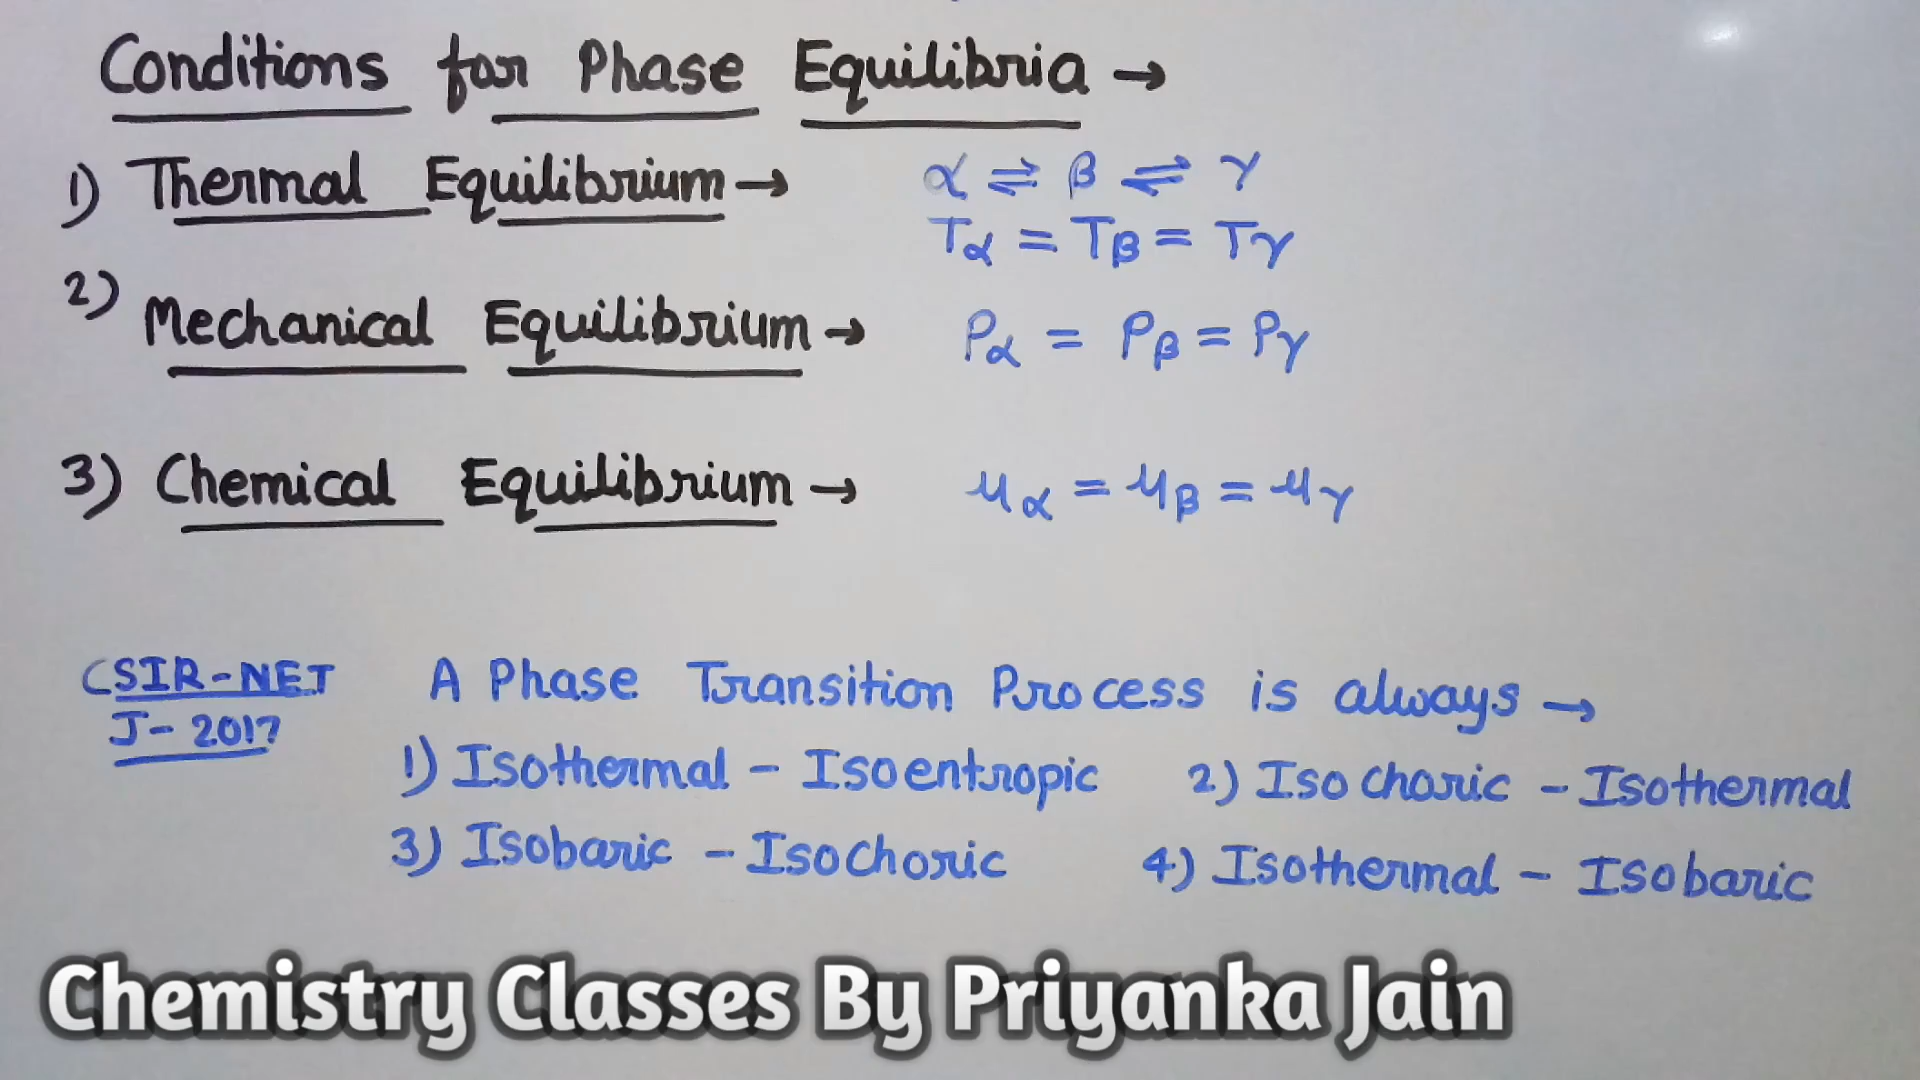 Conditions for Phase Equilibria →
1) Thermal Equilibrium → α ⇌ β ⇌ γ
Tα = Tβ = Tγ
2) Mechanical Equilibrium → Pα = Pβ = Pγ
3) Chemical Equilibrium → μα = μβ = μγ
CSIR-NET A Phase Transition Process is always →
J-2017
1) Isothermal - Isoentropic 2) Isochoric - Isothermal
3) Isobaric - Isochoric 4) Isothermal - Isobaric
Chemistry Classes By Priyanka Jain